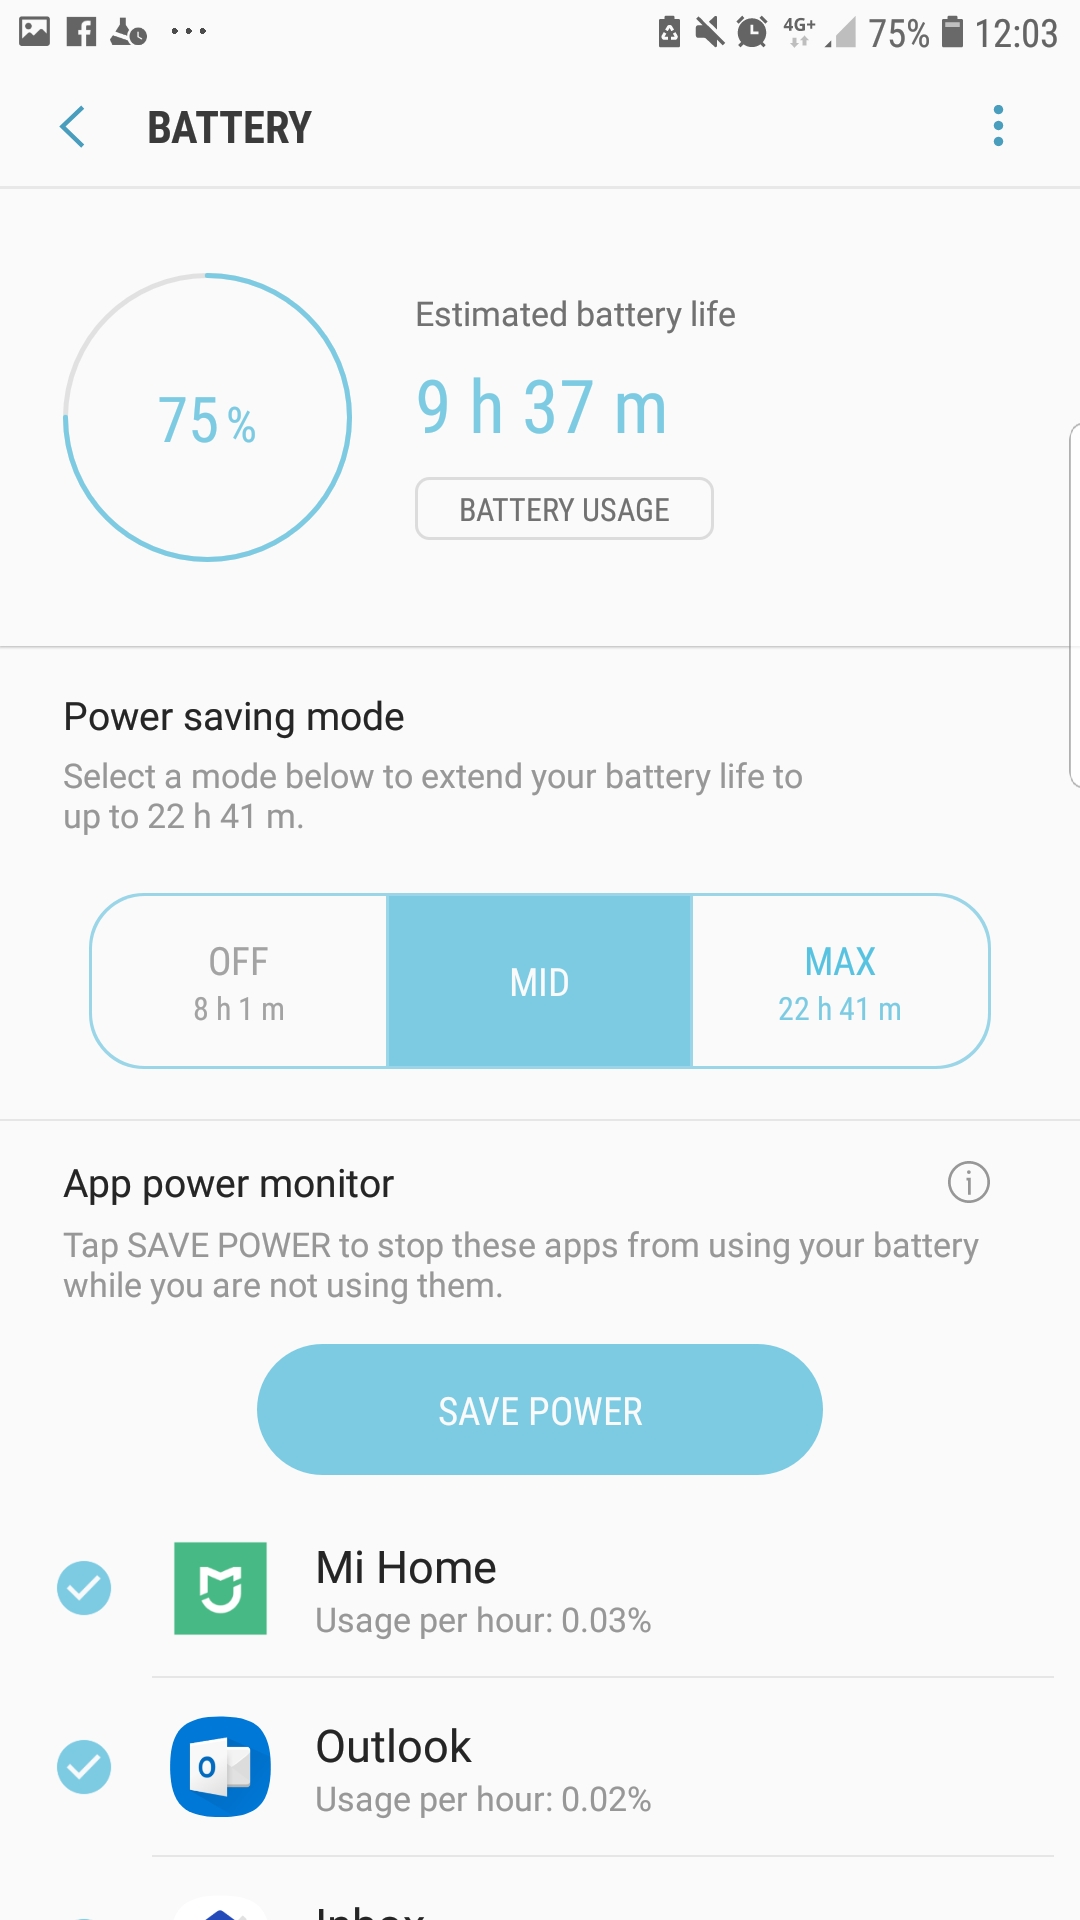 4G+ 75% 12:03
BATTERY
75 %
Estimated battery life
9 h 37 m
BATTERY USAGE
Power saving mode
Select a mode below to extend your battery life to
up to 22 h 41 m.
OFF
8 h 1 m
MID
MAX
22 h 41 m
App power monitor
Tap SAVE POWER to stop these apps from using your battery
while you are not using them.
SAVE POWER
Mi Home
Usage per hour: 0.03%
Outlook
Usage per hour: 0.02%
Inbox